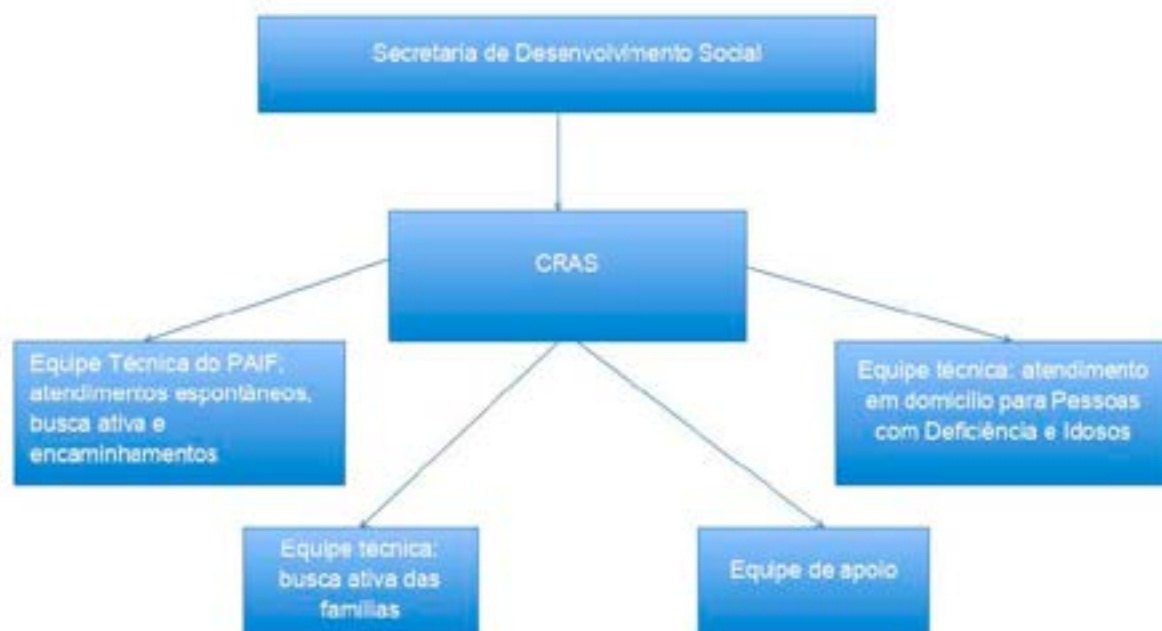 Secretaria de Desenvolvimento Social
CRAS
Equipe Técnica do PAIF:
atendimentos espontâneos,
busca ativa e
encaminhamentos
Equipe técnica: atendimento
em domicílio para Pessoas
com Deficiência e Idosos
Equipe técnica:
busca ativa das
famílias
Equipe de apoio